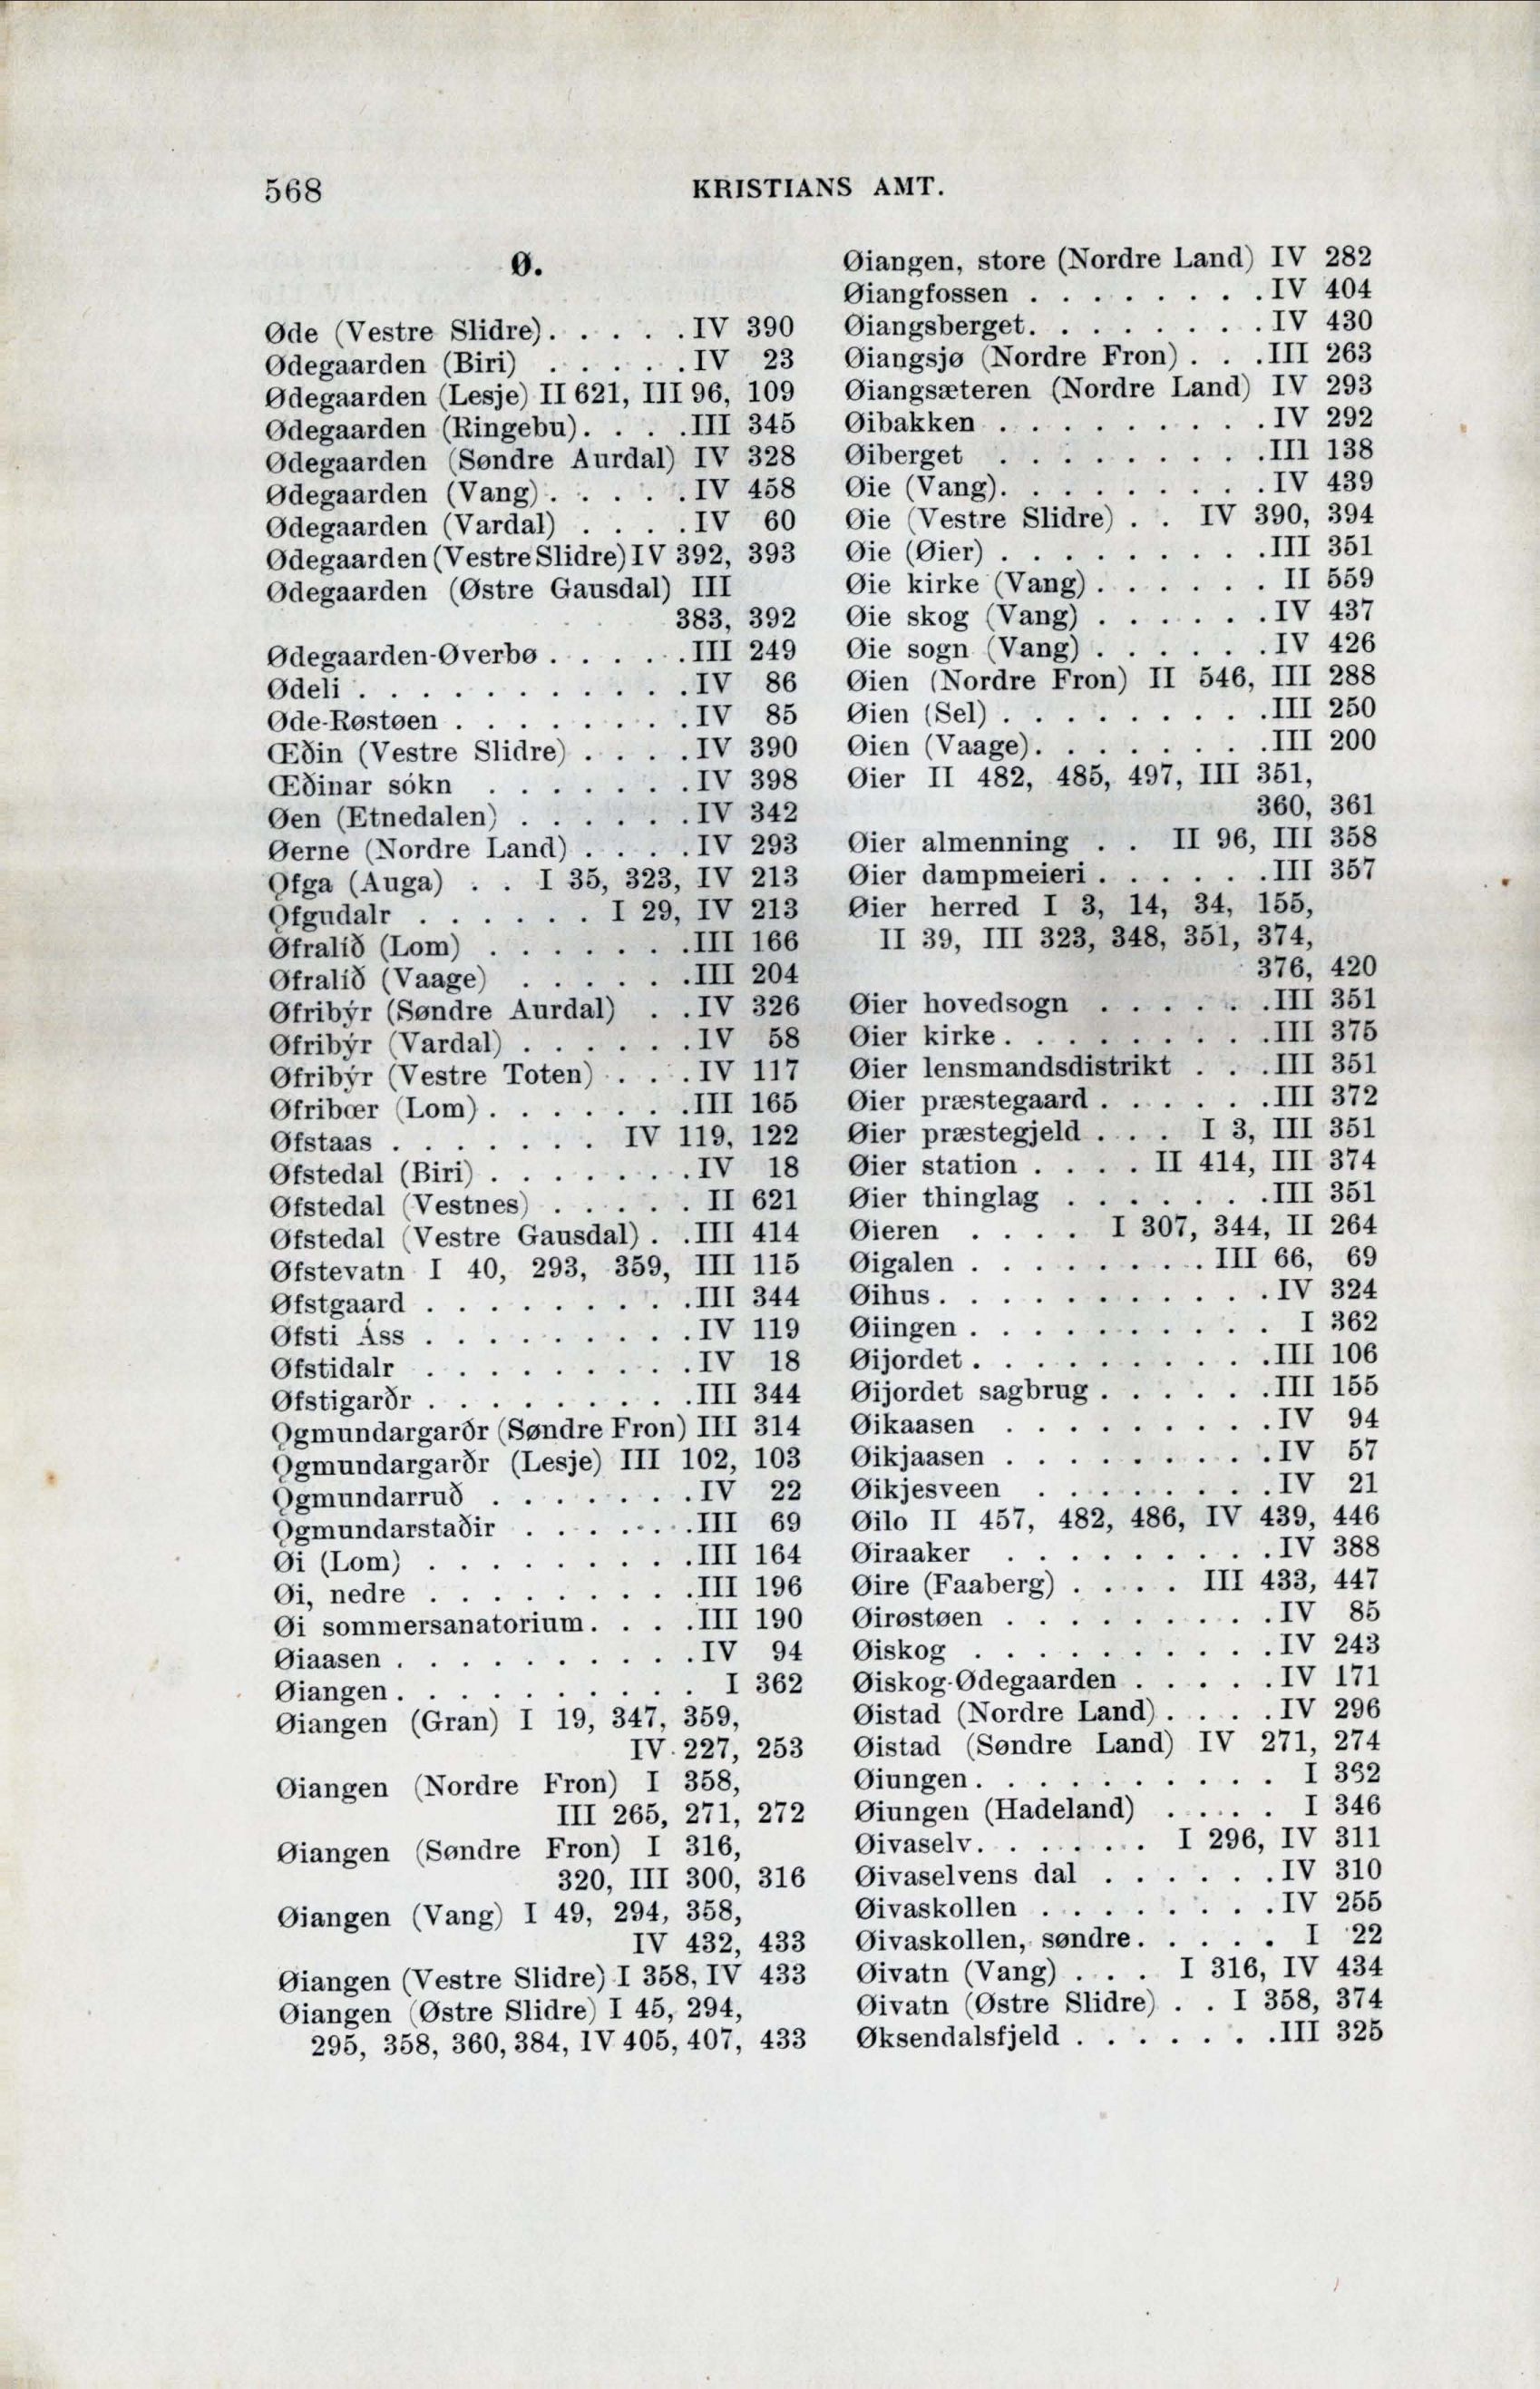 568
KRISTIANS AMT.
Ø.
Øde (Vestre Slidre). . . . . . IV 390
Ødegaarden (Biri) . . . . . . IV 23
Ødegaarden (Lesje) II 621, III 96, 109
Ødegaarden (Ringebu). . . . . III 345
Ødegaarden (Søndre Aurdal) IV 328
Ødegaarden (Vang) . . . . . . IV 458
Ødegaarden (Vardal) . . . . . IV 60
Ødegaarden (Vestre Slidre) IV 392, 393
Ødegaarden (Østre Gausdal) III
383, 392
Ødegaarden-Øverbø . . . . . . III 249
Ødeli . . . . . . . . . . . . IV 86
Øde-Røstøen . . . . . . . . . IV 85
Œðin (Vestre Slidre) . . . . . IV 390
Œðinar sókn . . . . . . . . IV 398
Øen (Etnedalen) . . . . . . . IV 342
Øerne (Nordre Land) . . . . . IV 293
Ǫfga (Auga) . . I 35, 323, IV 213
Ǫfgudalr . . . . . . I 29, IV 213
Øfralið (Lom) . . . . . . . . III 166
Øfralið (Vaage) . . . . . . . III 204
Øfribýr (Søndre Aurdal) . . . IV 326
Øfribýr (Vardal) . . . . . . . IV 58
Øfribýr (Vestre Toten) . . . . IV 117
Øfribœr (Lom) . . . . . . . . III 165
Øfstaas . . . . . . . . IV 119, 122
Øfstedal (Biri) . . . . . . . . IV 18
Øfstedal (Vestnes) . . . . . . II 621
Øfstedal (Vestre Gausdal) . . . III 414
Øfstevatn I 40, 293, 359, III 115
Øfstgaard . . . . . . . . . . III 344
Øfsti Áss . . . . . . . . . . IV 119
Øfstidalr . . . . . . . . . . IV 18
Øfstigarðr . . . . . . . . . . III 344
Ǫgmundargarðr (Søndre Fron) III 314
Ǫgmundargarðr (Lesje) III 102, 103
Ǫgmundarruð . . . . . . . . IV 22
Ǫgmundarstaðir . . . . . . . III 69
Øi (Lom) . . . . . . . . . . III 164
Øi, nedre . . . . . . . . . . III 196
Øi sommersanatorium. . . . . III 190
Øiaasen . . . . . . . . . . . IV 94
Øiangen . . . . . . . . . . . I 362
Øiangen (Gran) I 19, 347, 359,
IV 227, 253
Øiangen (Nordre Fron) I 358,
III 265, 271, 272
Øiangen (Søndre Fron) I 316,
320, III 300, 316
Øiangen (Vang) I 49, 294, 358,
IV 432, 433
Øiangen (Vestre Slidre) I 358, IV 433
Øiangen (Østre Slidre) I 45, 294,
295, 358, 360, 384, IV 405, 407, 433
Øiangen, store (Nordre Land) IV 282
Øiangfossen . . . . . . . . . IV 404
Øiangsberget. . . . . . . . . IV 430
Øiangsjø (Nordre Fron) . . . . III 263
Øiangsæteren (Nordre Land) IV 293
Øibakken . . . . . . . . . . IV 292
Øiberget . . . . . . . . . . III 138
Øie (Vang). . . . . . . . . . IV 439
Øie (Vestre Slidre) . . IV 390, 394
Øie (Øier) . . . . . . . . . . III 351
Øie kirke (Vang) . . . . . . . II 559
Øie skog (Vang) . . . . . . . IV 437
Øie sogn (Vang) . . . . . . . IV 426
Øien (Nordre Fron) II 546, III 288
Øien (Sel) . . . . . . . . . . III 250
Øien (Vaage). . . . . . . . . III 200
Øier II 482, 485, 497, III 351,
360, 361
Øier almenning . . II 96, III 358
Øier dampmeieri . . . . . . . III 357
Øier herred I 3, 14, 34, 155,
II 39, III 323, 348, 351, 374,
376, 420
Øier hovedsogn . . . . . . . III 351
Øier kirke . . . . . . . . . . III 375
Øier lensmandsdistrikt . . . . III 351
Øier præstegaard . . . . . . . III 372
Øier præstegjeld . . . . I 3, III 351
Øier station . . . . . II 414, III 374
Øier thinglag . . . . . . . . III 351
Øieren . . . . I 307, 344, II 264
Øigalen . . . . . . . . . III 66, 69
Øihus. . . . . . . . . . . . . IV 324
Øiingen . . . . . . . . . . . I 362
Øijordet . . . . . . . . . . . III 106
Øijordet sagbrug . . . . . . . III 155
Øikaasen . . . . . . . . . . IV 94
Øikjaasen . . . . . . . . . . IV 57
Øikjesveen . . . . . . . . . IV 21
Øilo II 457, 482, 486, IV 439, 446
Øiraaker . . . . . . . . . . IV 388
Øire (Faaberg) . . . . . III 433, 447
Øirøstøen . . . . . . . . . . IV 85
Øiskog . . . . . . . . . . . IV 243
Øiskog-Ødegaarden . . . . . . IV 171
Øistad (Nordre Land) . . . . . IV 296
Øistad (Søndre Land) IV 271, 274
Øiungen . . . . . . . . . . . I 362
Øiungen (Hadeland) . . . . . I 346
Øivaselv. . . . . . . I 296, IV 311
Øivaselvens dal . . . . . . . IV 310
Øivaskollen . . . . . . . . . IV 255
Øivaskollen, søndre. . . . . . I 22
Øivatn (Vang) . . . . I 316, IV 434
Øivatn (Østre Slidre) . . I 358, 374
Øksendalsfjeld . . . . . . . . III 325